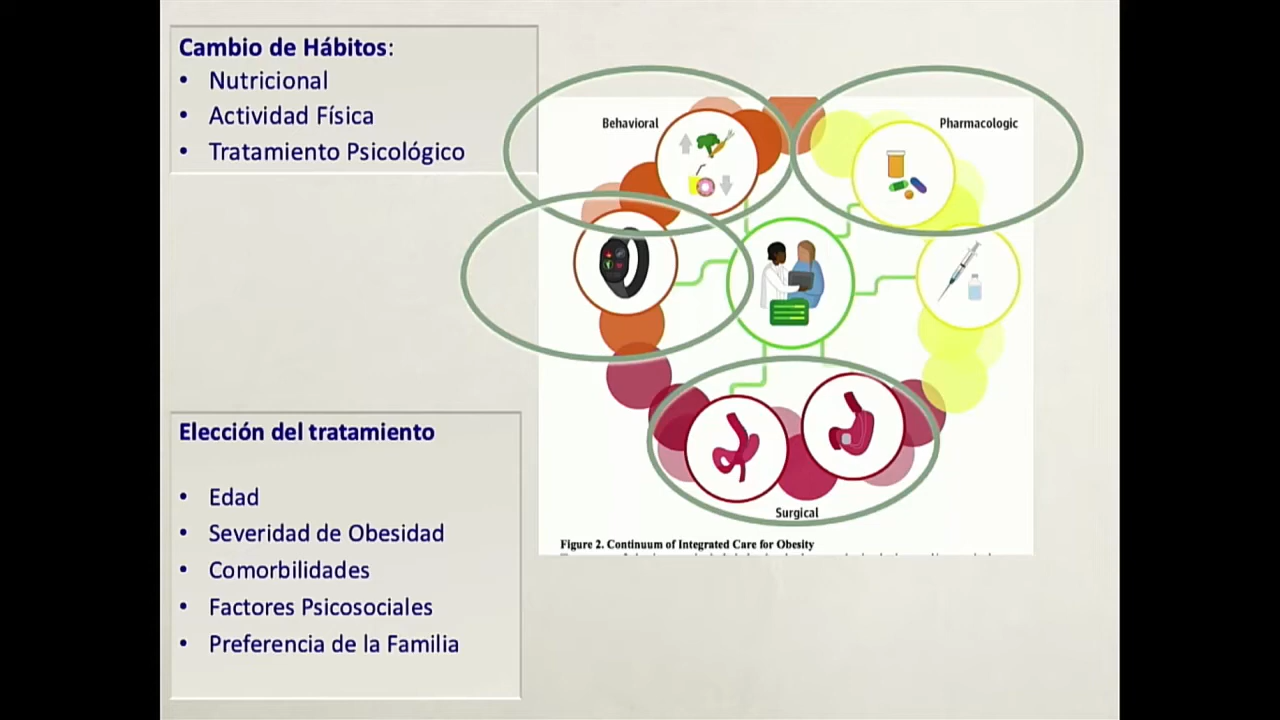 Cambio de Hábitos:
• Nutricional
• Actividad Física
• Tratamiento Psicológico
Behavioral
Pharmacologic
Surgical
Figure 2. Continuum of Integrated Care for Obesity
Elección del tratamiento
• Edad
• Severidad de Obesidad
• Comorbilidades
• Factores Psicosociales
• Preferencia de la Familia